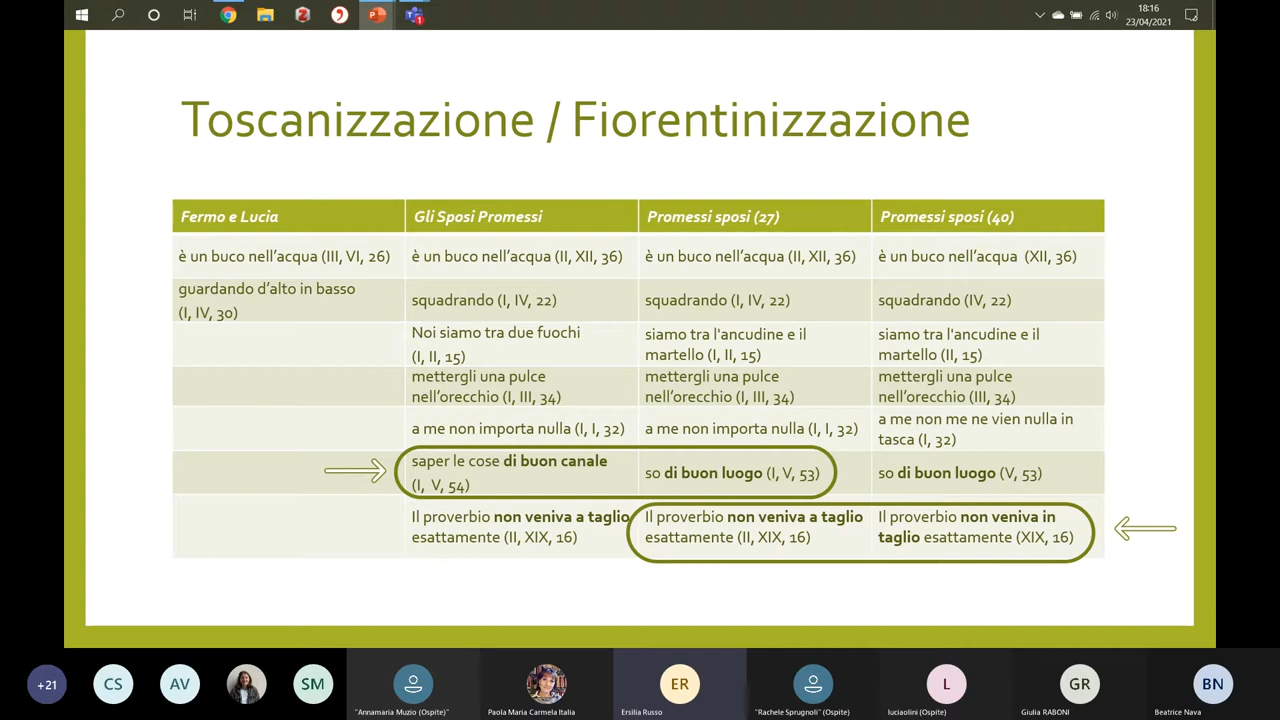 18:16
23/04/2021
Toscanizzazione / Fiorentinizzazione
Fermo e Lucia
Gli Sposi Promessi
Promessi sposi (27)
Promessi sposi (40)
è un buco nell'acqua (III, VI, 26)
è un buco nell'acqua (II, XII, 36)
è un buco nell'acqua (II, XII, 36)
è un buco nell'acqua (XII, 36)
guardando d'alto in basso
(I, IV, 30)
squadrando (I, IV, 22)
squadrando (I, IV, 22)
squadrando (IV, 22)
Noi siamo tra due fuochi
(I, II, 15)
siamo tra l'ancudine e il
martello (I, II, 15)
siamo tra l'ancudine e il
martello (II, 15)
mettergli una pulce
nell'orecchio (I, III, 34)
mettergli una pulce
nell'orecchio (I, III, 34)
mettergli una pulce
nell'orecchio (III, 34)
a me non importa nulla (I, I, 32)
a me non importa nulla (I, I, 32)
a me non me ne vien nulla in
tasca (I, 32)
saper le cose di buon canale
(I, V, 54)
so di buon luogo (I, V, 53)
so di buon luogo (V, 53)
Il proverbio non veniva a taglio
esattamente (II, XIX, 16)
Il proverbio non veniva a taglio
esattamente (II, XIX, 16)
Il proverbio non veniva in
taglio esattamente (XIX, 16)
+21
CS
AV
SM
"Annamaria Muzio (Ospite)"
Paola Maria Carmela Italia
ER
Ersilia Russo
"Rachele Sprugnoli" (Ospite)
L
luciaolini (Ospite)
GR
Giulia RABONI
BN
Beatrice Nava